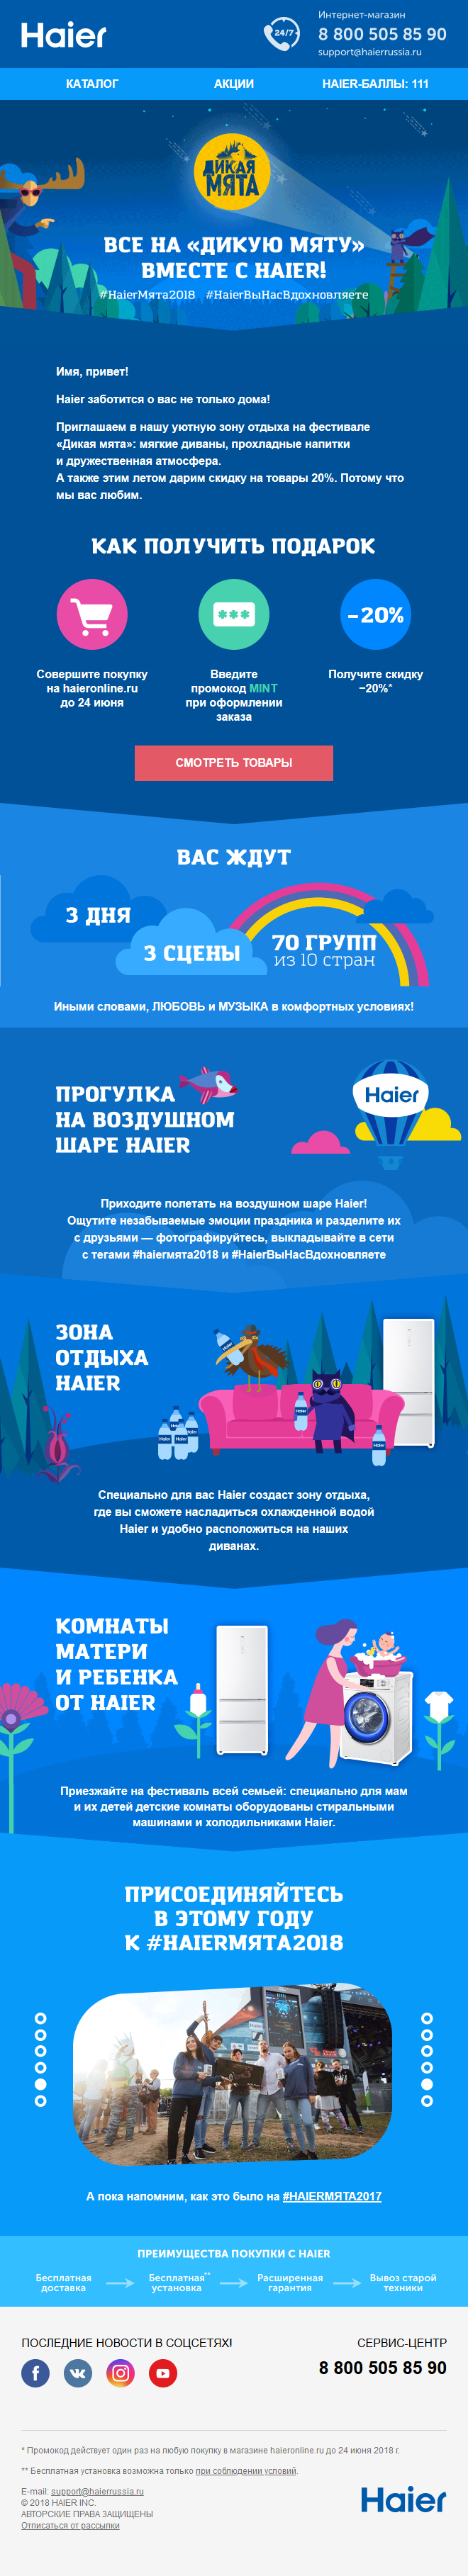 Haier
24/7
Интернет-магазин
8 800 505 85 90
support@haierrussia.ru
КАТАЛОГ
АКЦИИ
HAIER-БАЛЛЫ: 111
ДИКАЯ
МЯТА
ВСЕ НА «ДИКУЮ МЯТУ»
ВМЕСТЕ С HAIER!
#HaierМята2018 #HaierВыНасВдохновляете
Имя, привет!
Haier заботится о вас не только дома!
Приглашаем в нашу уютную зону отдыха на фестивале
«Дикая мята»: мягкие диваны, прохладные напитки
и дружественная атмосфера.
А также этим летом дарим скидку на товары 20%. Потому что
мы вас любим.
КАК ПОЛУЧИТЬ ПОДАРОК
***
−20%
Совершите покупку
на haieronline.ru
до 24 июня
Введите
промокод MINT
при оформлении
заказа
Получите скидку
−20%*
СМОТРЕТЬ ТОВАРЫ
ВАС ЖДУТ
3 ДНЯ
3 СЦЕНЫ
70 ГРУПП
из 10 стран
Иными словами, ЛЮБОВЬ и МУЗЫКА в комфортных условиях!
ПРОГУЛКА
НА ВОЗДУШНОМ
ШАРЕ HAIER
Haier
Приходите полетать на воздушном шаре Haier!
Ощутите незабываемые эмоции праздника и разделите их
с друзьями — фотографируйтесь, выкладывайте в сети
с тегами #haierмята2018 и #HaierВыНасВдохновляете
ЗОНА
ОТДЫХА
HAIER
Haier
Haier
Haier
Haier
Haier
Haier
Специально для вас Haier создаст зону отдыха,
где вы сможете насладиться охлажденной водой
Haier и удобно расположиться на наших
диванах.
КОМНАТЫ
МАТЕРИ
И РЕБЕНКА
ОТ HAIER
Приезжайте на фестиваль всей семьей: специально для мам
и их детей детские комнаты оборудованы стиральными
машинами и холодильниками Haier.
ПРИСОЕДИНЯЙТЕСЬ
В ЭТОМУ ГОДУ
К #HAIERМЯТА2018
А пока напомним, как это было на #HAIERМЯТА2017
ПРЕИМУЩЕСТВА ПОКУПКИ С HAIER
Бесплатная
доставка
Бесплатная**
установка
Расширенная
гарантия
Вывоз старой
техники
ПОСЛЕДНИЕ НОВОСТИ В СОЦСЕТЯХ!
СЕРВИС-ЦЕНТР
8 800 505 85 90
* Промокод действует один раз на любую покупку в магазине haieronline.ru до 24 июня 2018 г.
** Бесплатная установка возможна только при соблюдении условий.
E-mail: support@haierrussia.ru
© 2018 HAIER INC.
АВТОРСКИЕ ПРАВА ЗАЩИЩЕНЫ
Отписаться от рассылки
Haier